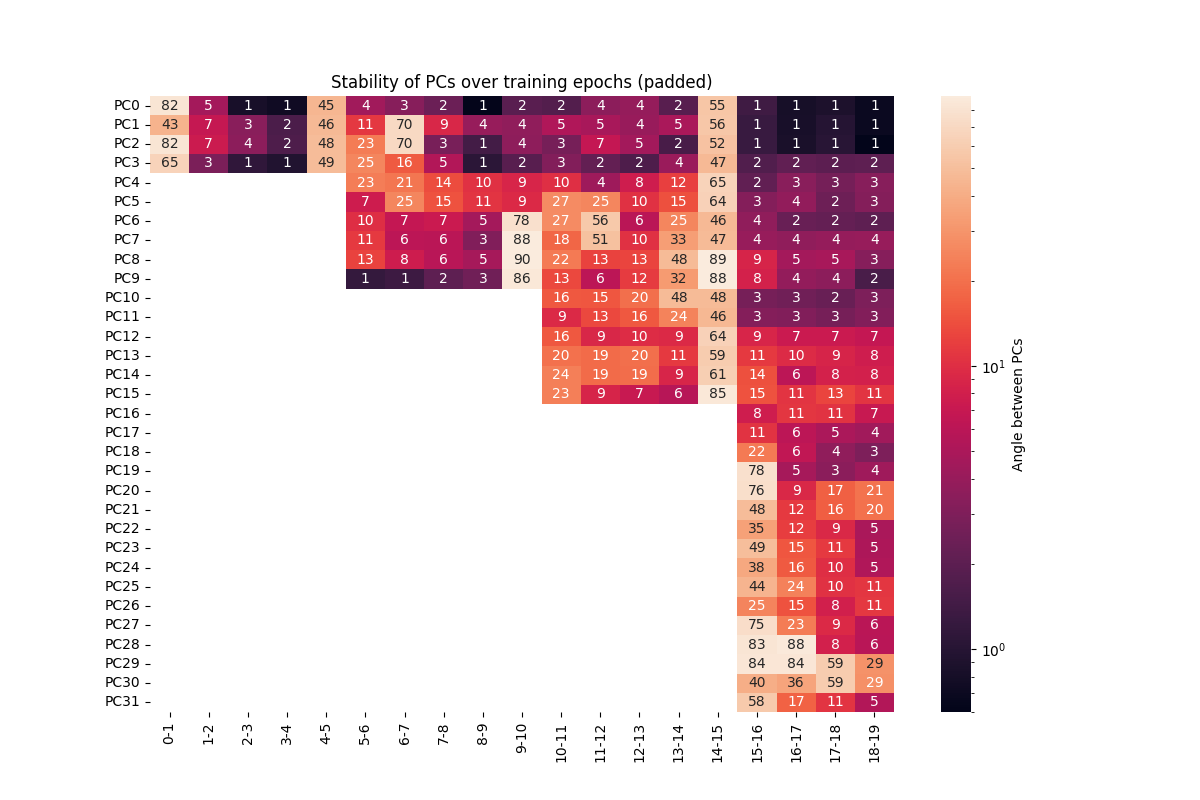 Stability of PCs over training epochs (padded)
PC0 82 5 1 1 45 4 3 2 1 2 2 4 4 2 55 1 1 1 1
PC1 43 7 3 2 46 11 70 9 4 4 5 5 4 5 56 1 1 1 1
PC2 82 7 4 2 48 23 70 3 1 4 3 7 5 2 52 1 1 1 1
PC3 65 3 1 1 49 25 16 5 1 2 3 2 2 4 47 2 2 2 2
PC4 23 21 14 10 9 10 4 8 12 65 2 3 3 3
PC5 7 25 15 11 9 27 25 10 15 64 3 4 2 3
PC6 10 7 7 5 78 27 56 6 25 46 4 2 2 2
PC7 11 6 6 3 88 18 51 10 33 47 4 4 4 4
PC8 13 8 6 5 90 22 13 13 48 89 9 5 5 3
PC9 1 1 2 3 86 13 6 12 32 88 8 4 4 2
PC10 16 15 20 48 48 3 3 2 3
PC11 9 13 16 24 46 3 3 3 3
PC12 16 9 10 9 64 9 7 7 7
PC13 20 19 20 11 59 11 10 9 8
PC14 24 19 19 9 61 14 6 8 8
PC15 23 9 7 6 85 15 11 13 11
PC16 8 11 11 7
PC17 11 6 5 4
PC18 22 6 4 3
PC19 78 5 3 4
PC20 76 9 17 21
PC21 48 12 16 20
PC22 35 12 9 5
PC23 49 15 11 5
PC24 38 16 10 5
PC25 44 24 10 11
PC26 25 15 8 11
PC27 75 23 9 6
PC28 83 88 8 6
PC29 84 84 59 29
PC30 40 36 59 29
PC31 58 17 11 5
0-1 1-2 2-3 3-4 4-5 5-6 6-7 7-8 8-9 9-10 10-11 11-12 12-13 13-14 14-15 15-16 16-17 17-18 18-19
10¹
10⁰
Angle between PCs